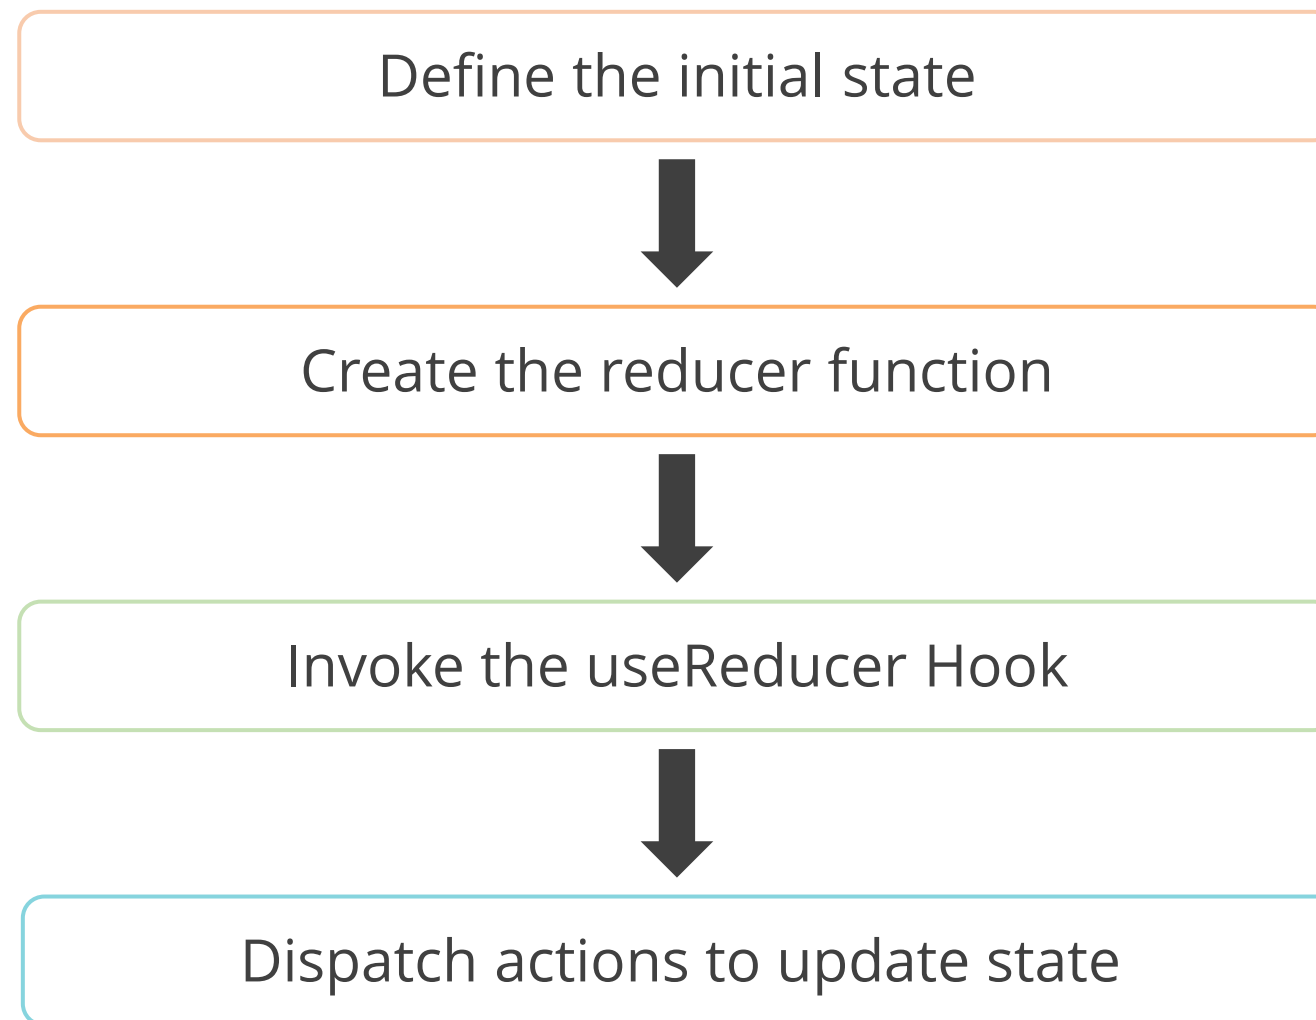 Define the initial state
Create the reducer function
Invoke the useReducer Hook
Dispatch actions to update state